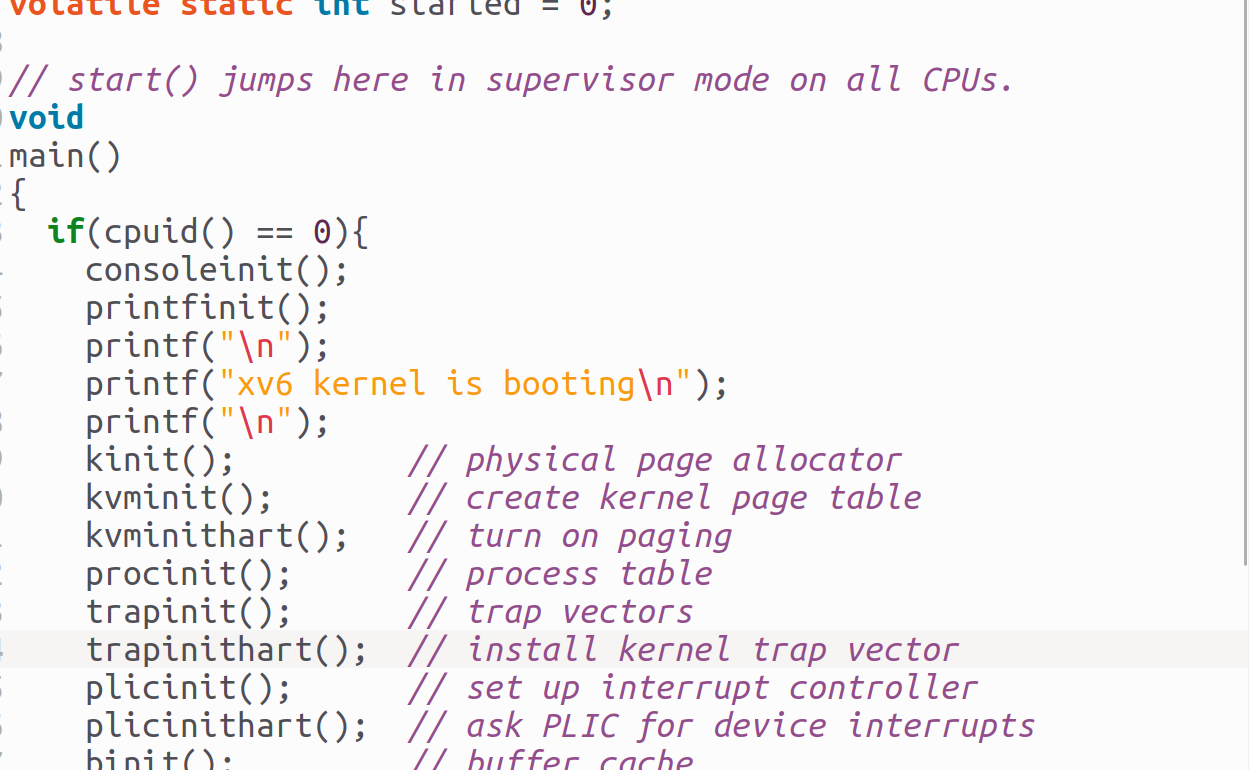 volatile static int started = 0;
// start() jumps here in supervisor mode on all CPUs.
void
main()
{
  if(cpuid() == 0){
    consoleinit();
    printfinit();
    printf("\n");
    printf("xv6 kernel is booting\n");
    printf("\n");
    kinit();         // physical page allocator
    kvminit();       // create kernel page table
    kvminithart();   // turn on paging
    procinit();      // process table
    trapinit();      // trap vectors
    trapinithart();  // install kernel trap vector
    plicinit();      // set up interrupt controller
    plicinithart();  // ask PLIC for device interrupts
    binit();         // buffer cache